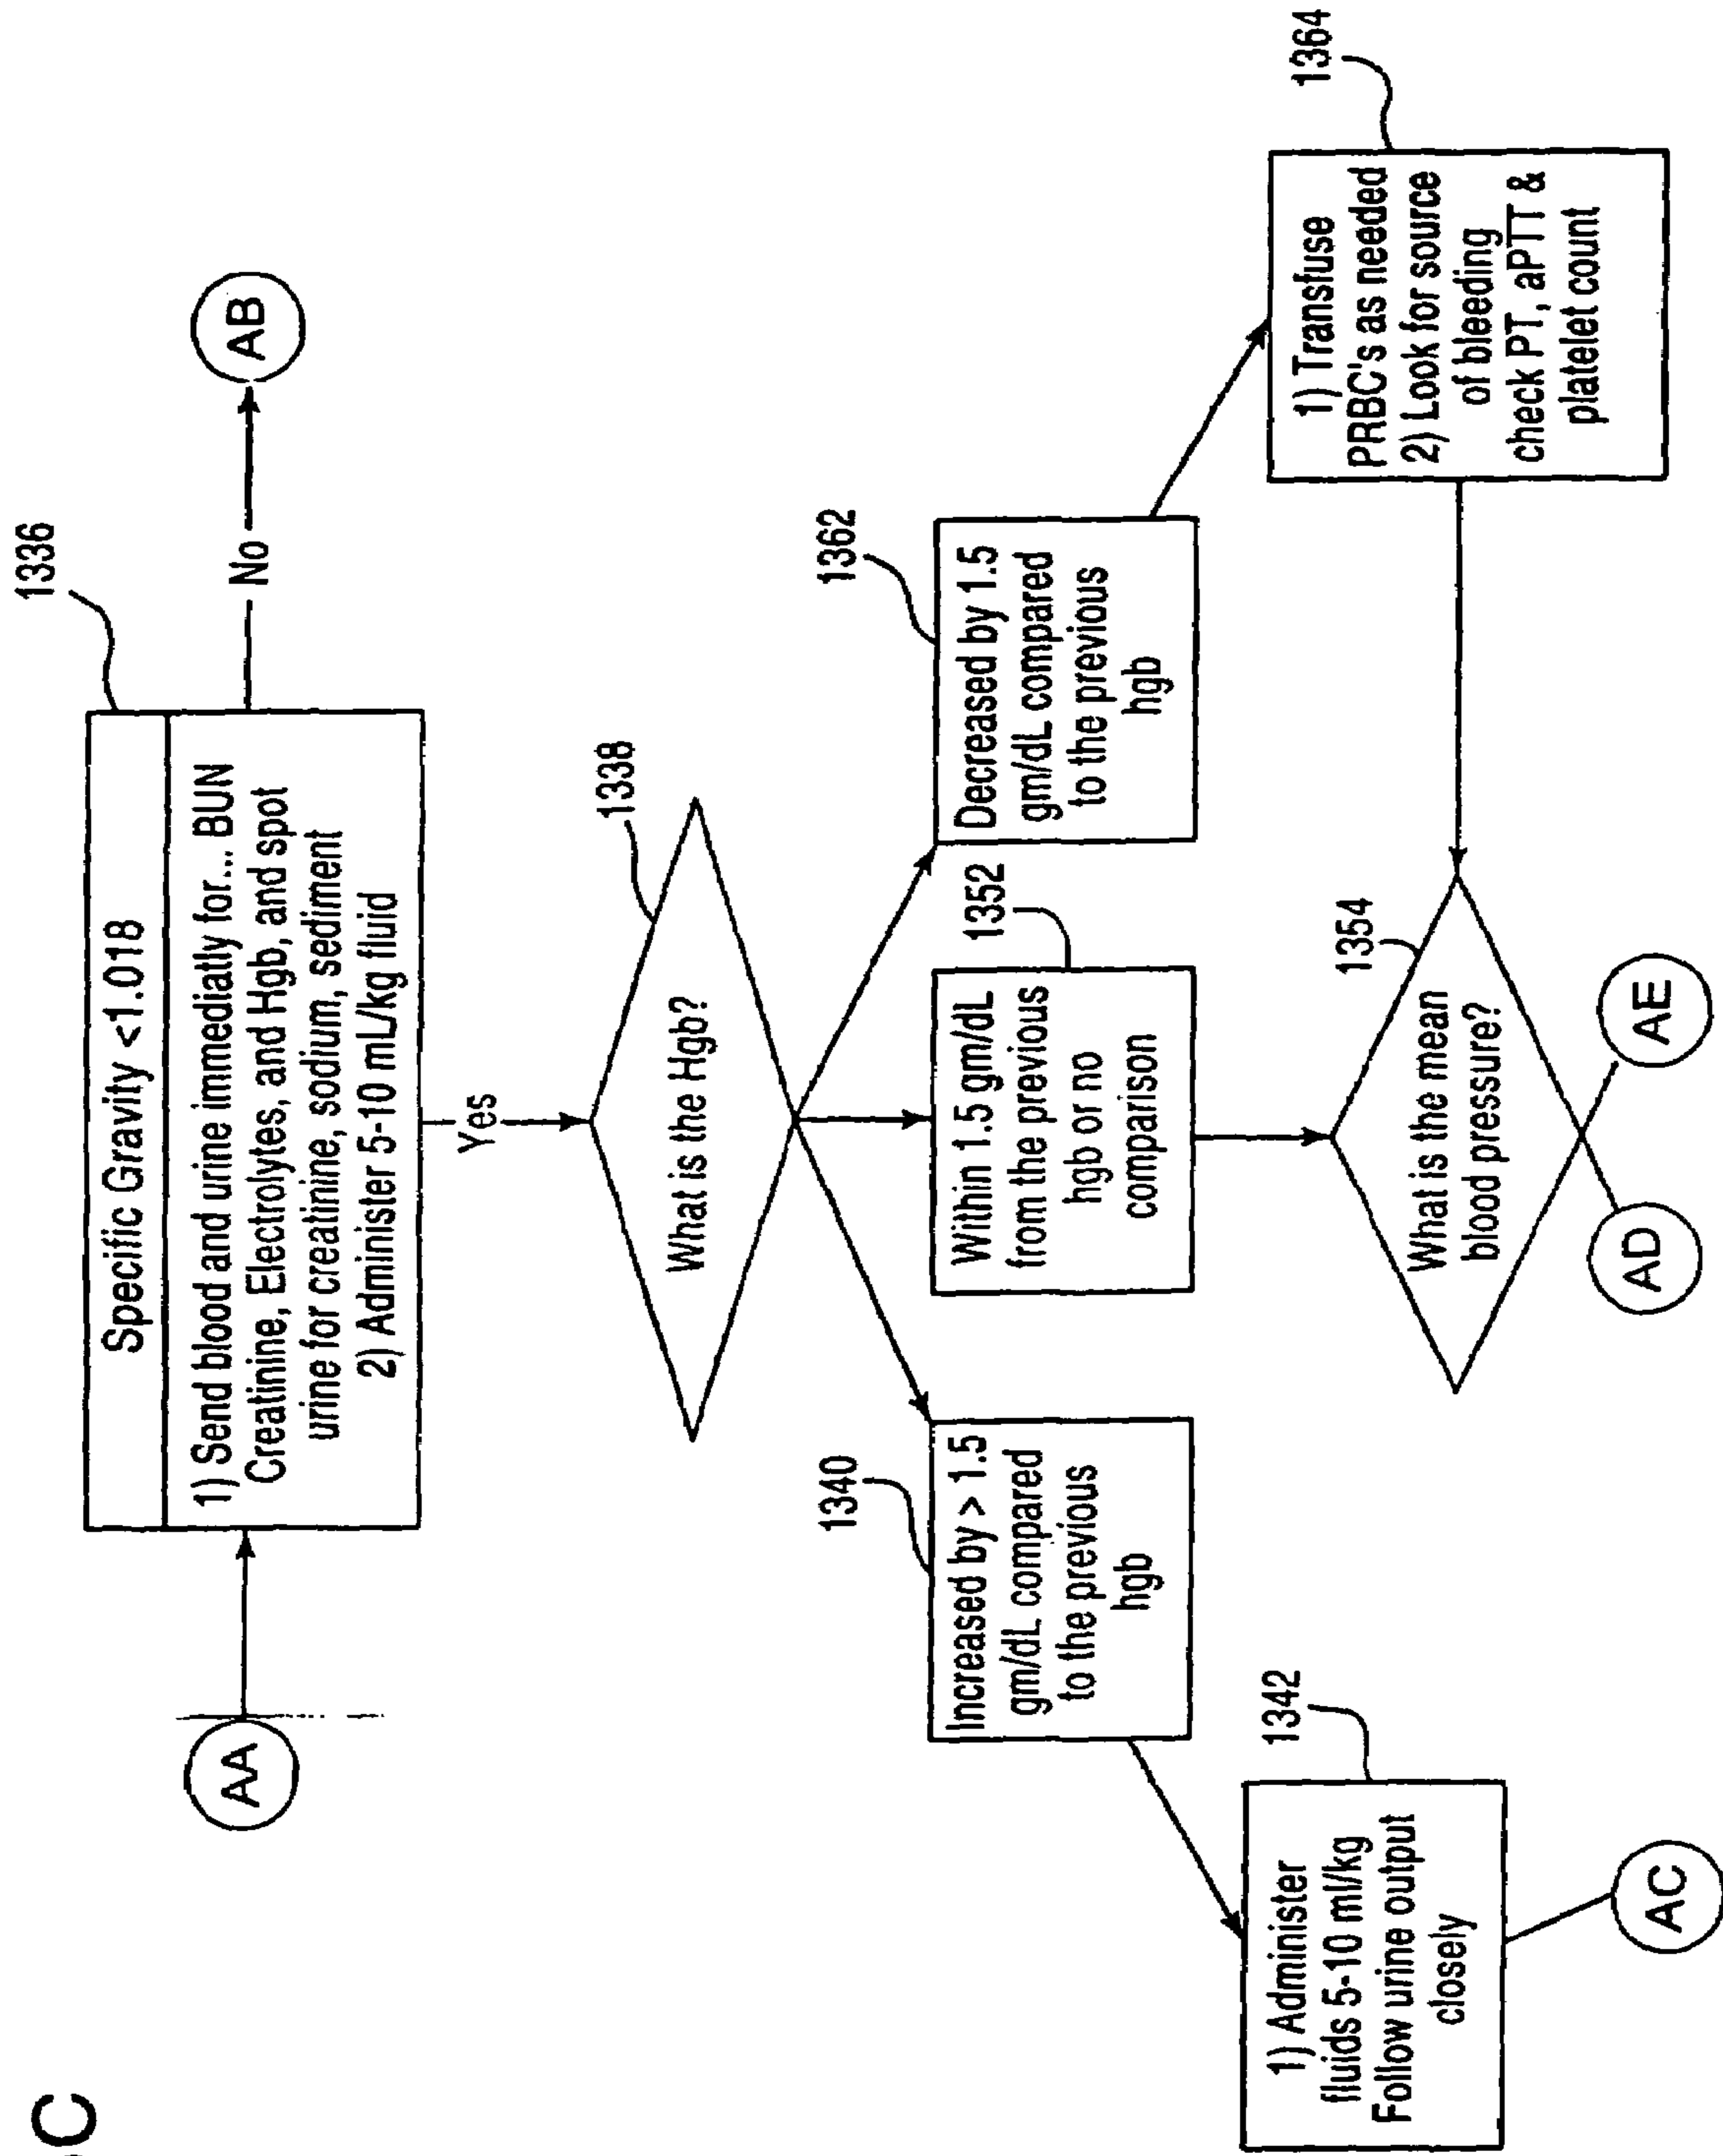 C
1336
Specific Gravity <1.018
1) Send blood and urine immediatly for... BUN
Creatinine, Electrolytes, and Hgb, and spot
urine for creatinine, sodium, sediment
2) Administer 5-10 mL/kg fluid
AA
No
AB
Yes
1338
What is the Hgb?
1340
Increased by > 1.5
gm/dL compared
to the previous
hgb
1352
Within 1.5 gm/dL
from the previous
hgb or no
comparison
1362
Decreased by 1.5
gm/dL compared
to the previous
hgb
1342
1) Administer
fluids 5-10 ml/kg
Follow urine output
closely
1354
What is the mean
blood pressure?
1364
1) Transfuse
PRBC's as needed
2) Look for source
of bleeding
check PT, aPTT &
platelet count
AC
AD
AE